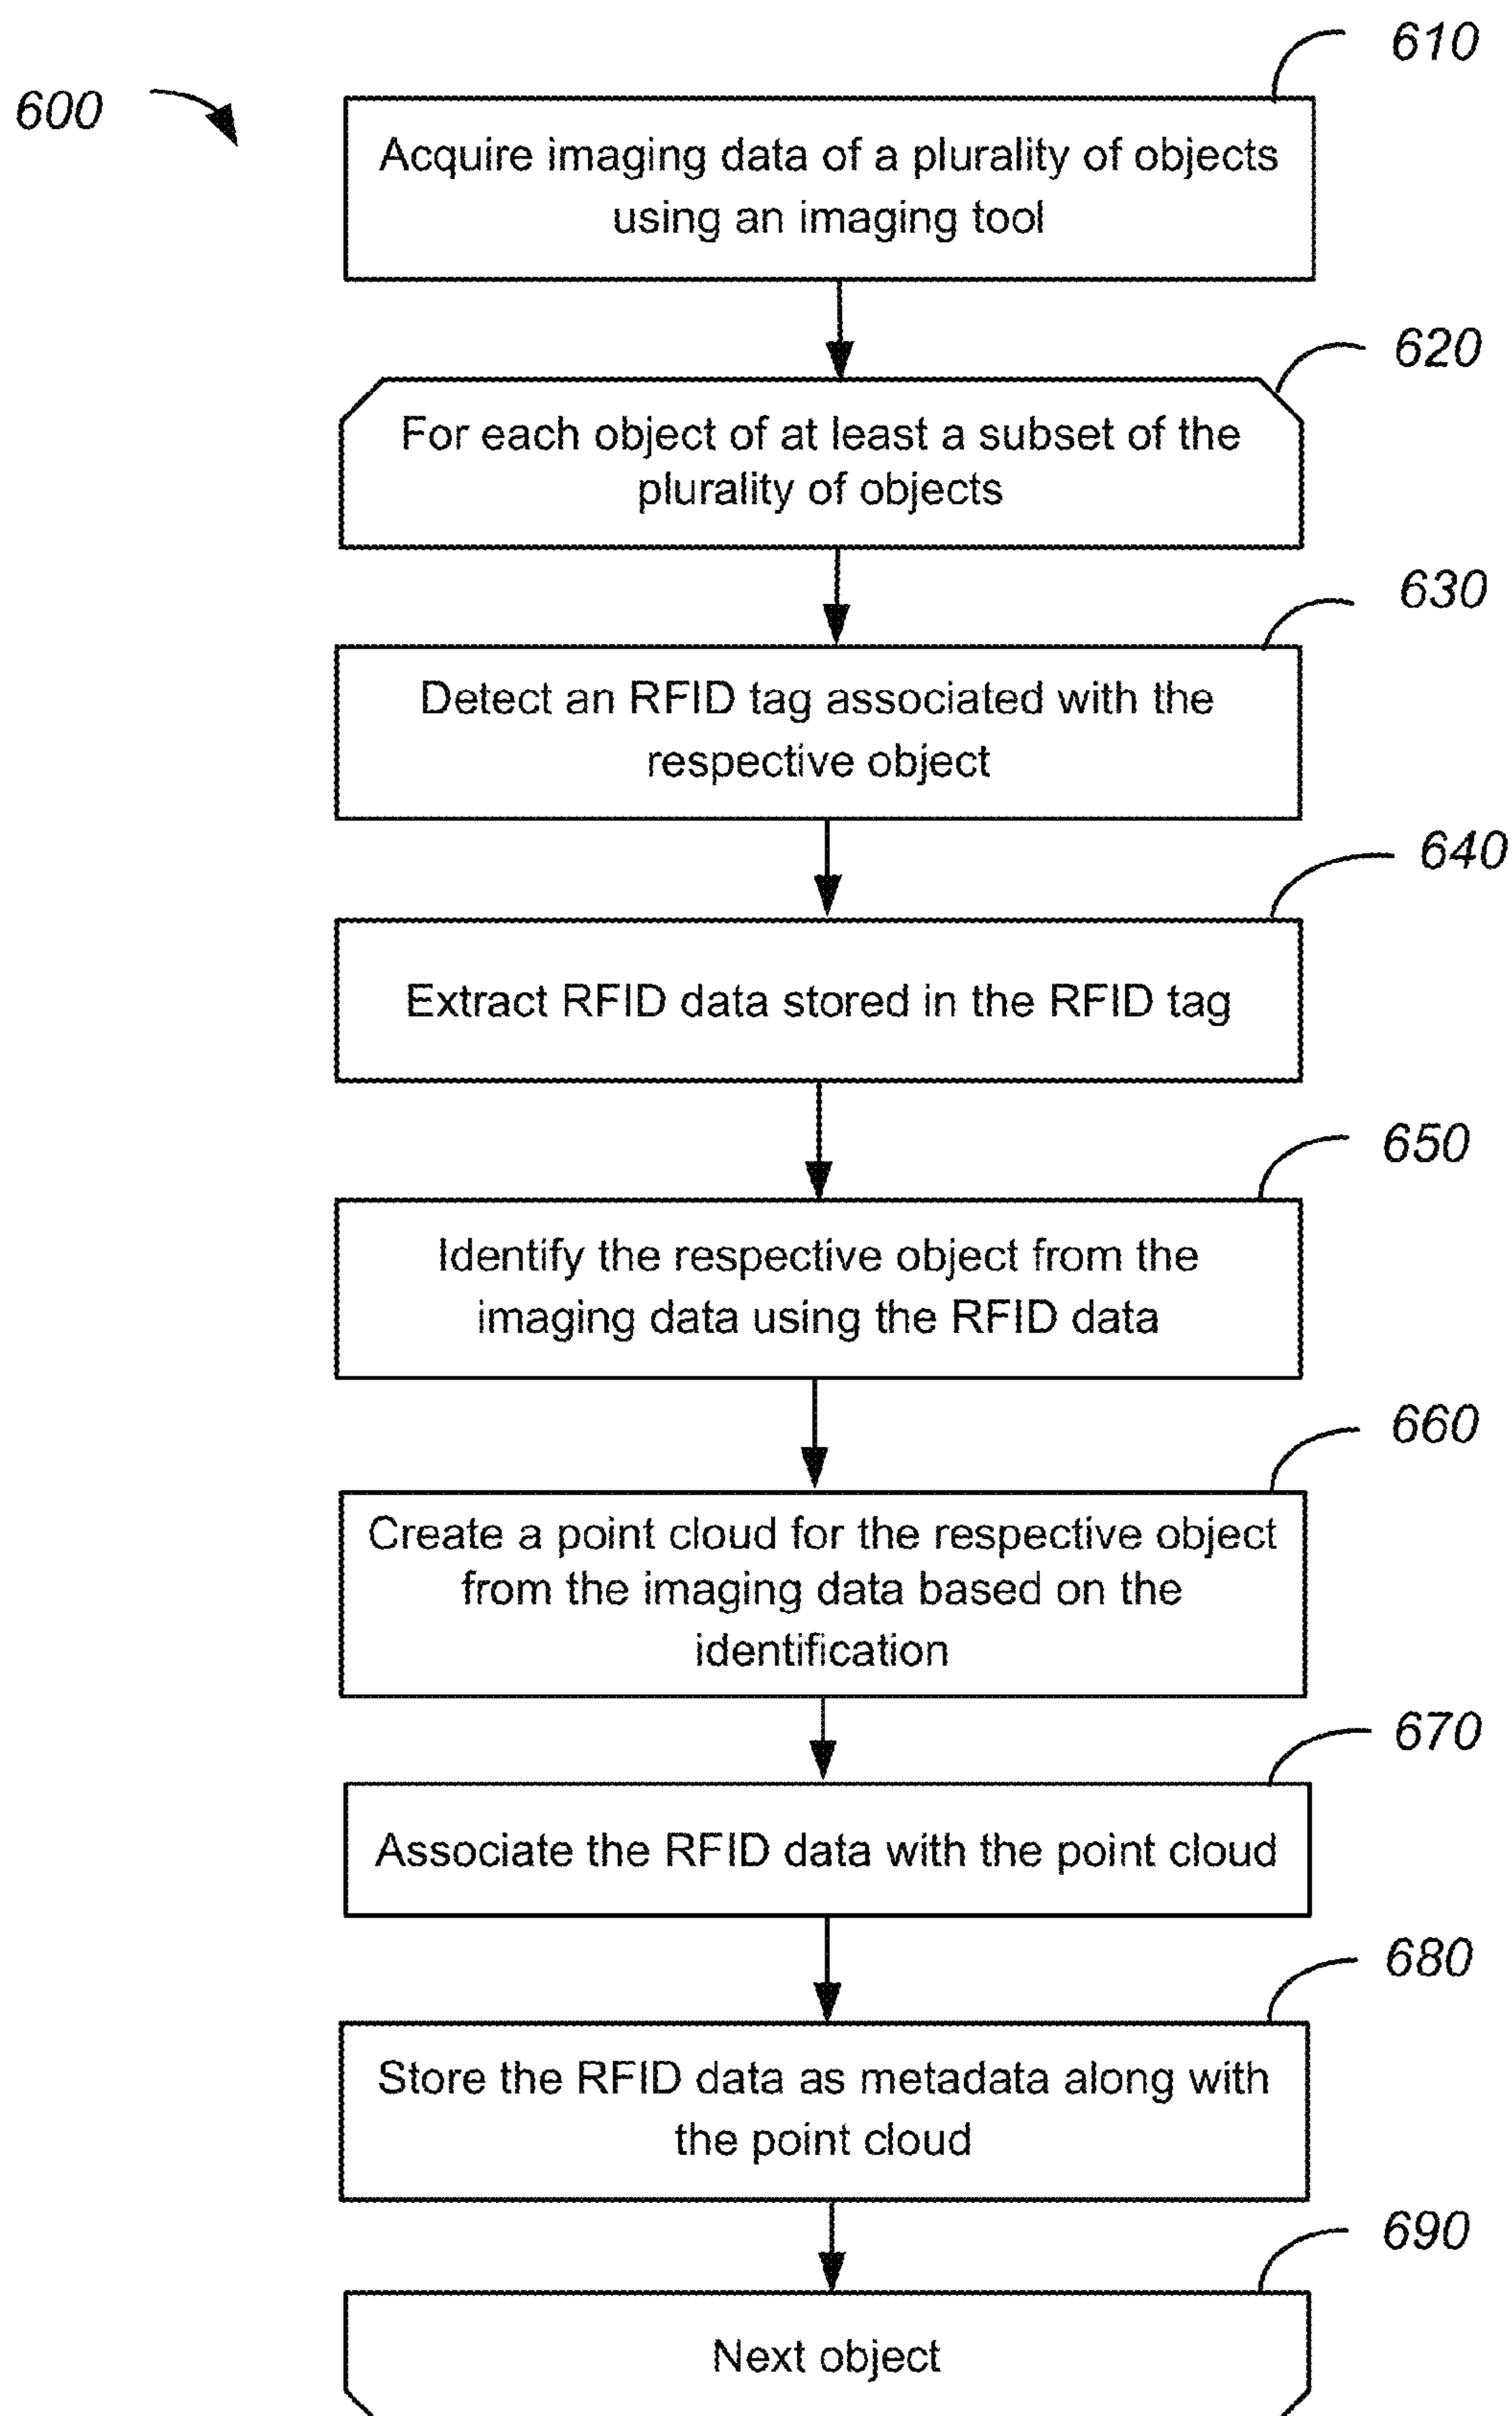 600
610
Acquire imaging data of a plurality of objects
using an imaging tool
620
For each object of at least a subset of the
plurality of objects
630
Detect an RFID tag associated with the
respective object
640
Extract RFID data stored in the RFID tag
650
Identify the respective object from the
imaging data using the RFID data
660
Create a point cloud for the respective object
from the imaging data based on the
identification
670
Associate the RFID data with the point cloud
680
Store the RFID data as metadata along with
the point cloud
690
Next object